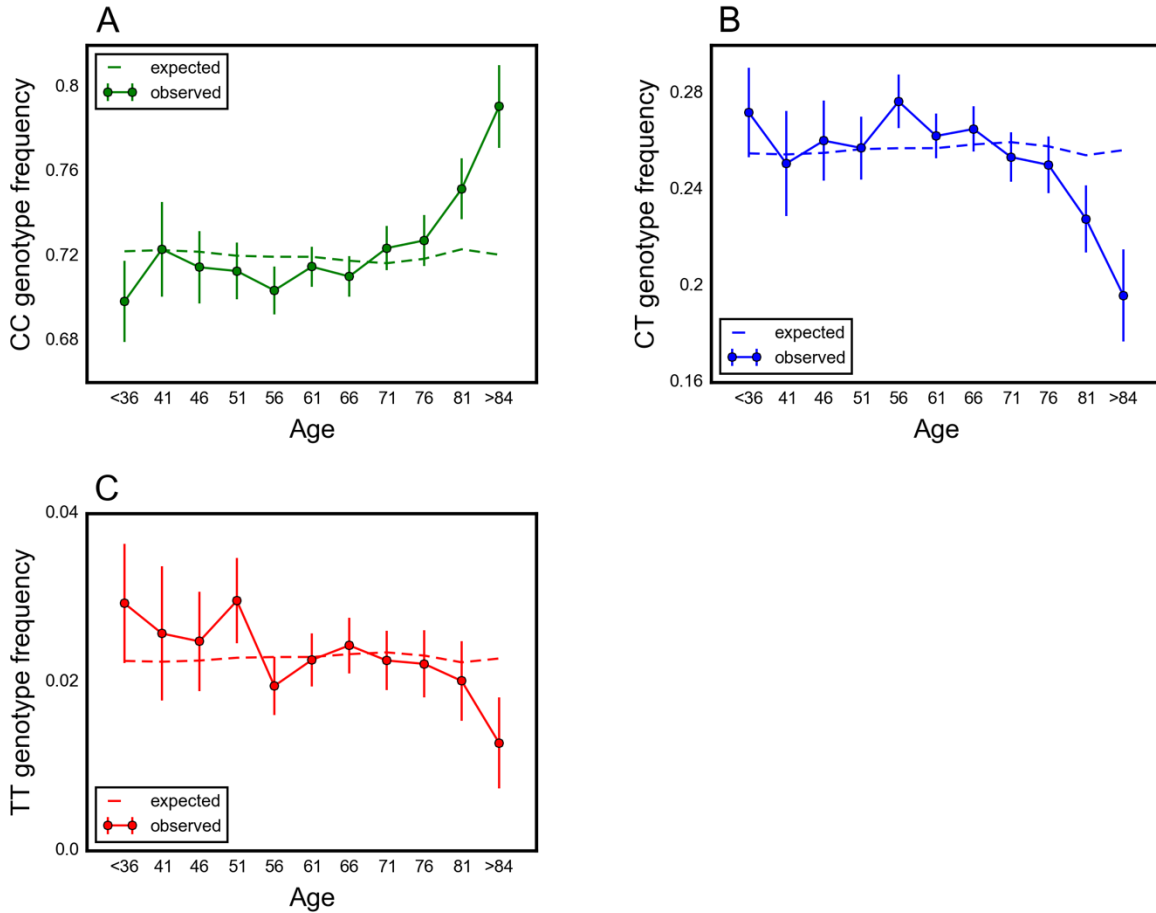 A
CC genotype frequency
0.8
0.76
0.72
0.68
expected
observed
<36 41 46 51 56 61 66 71 76 81 >84
Age
B
CT genotype frequency
0.28
0.24
0.2
0.16
expected
observed
<36 41 46 51 56 61 66 71 76 81 >84
Age
C
TT genotype frequency
0.04
0.02
0.0
expected
observed
<36 41 46 51 56 61 66 71 76 81 >84
Age